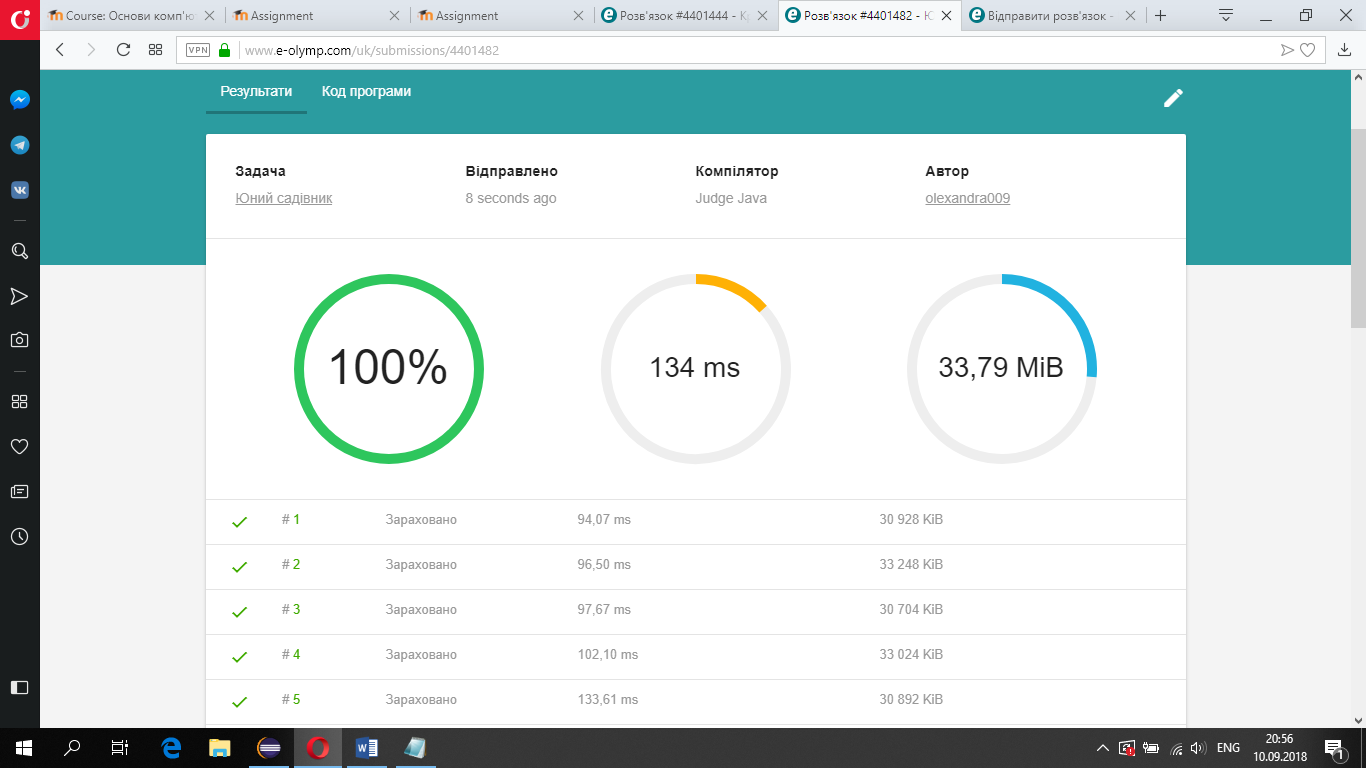 Course: Основи комп'ю
Assignment
Assignment
Розв'язок #4401444 - К
Розв'язок #4401482 - Ю
Відправити розв'язок -
VPN
www.e-olymp.com/uk/submissions/4401482
Результати Код програми
Задача Відправлено Компілятор Автор
Юний садівник 8 seconds ago Judge Java olexandra009
100% 134 ms 33,79 MiB
# 1 Зараховано 94,07 ms 30 928 KiB
# 2 Зараховано 96,50 ms 33 248 KiB
# 3 Зараховано 97,67 ms 30 704 KiB
# 4 Зараховано 102,10 ms 33 024 KiB
# 5 Зараховано 133,61 ms 30 892 KiB
ENG
20:56
10.09.2018
1